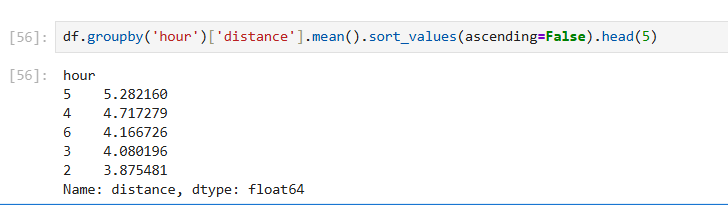 [56]: df.groupby('hour')['distance'].mean().sort_values(ascending=False).head(5)
[56]: hour
5    5.282160
4    4.717279
6    4.166726
3    4.080196
2    3.875481
Name: distance, dtype: float64